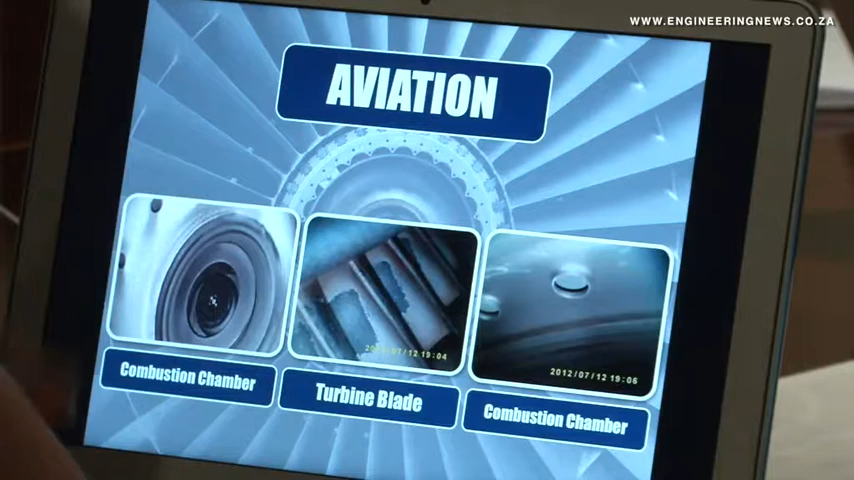 WWW.ENGINEERINGNEWS.CO.ZA
AVIATION
2012/07/12 19:04
2012/07/12 19:06
Combustion Chamber
Turbine Blade
Combustion Chamber